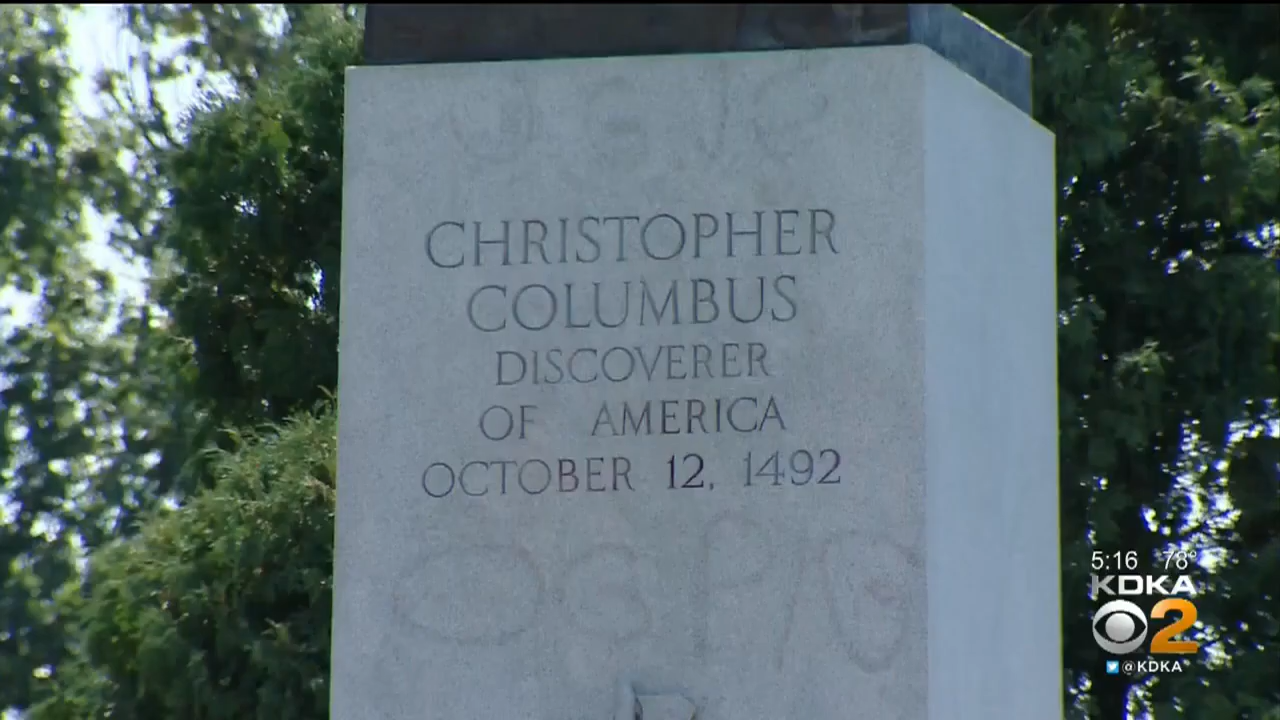 CHRISTOPHER
COLUMBUS
DISCOVERER
OF AMERICA
OCTOBER 12, 1492
5:16 78°
KDKA
2
@KDKA